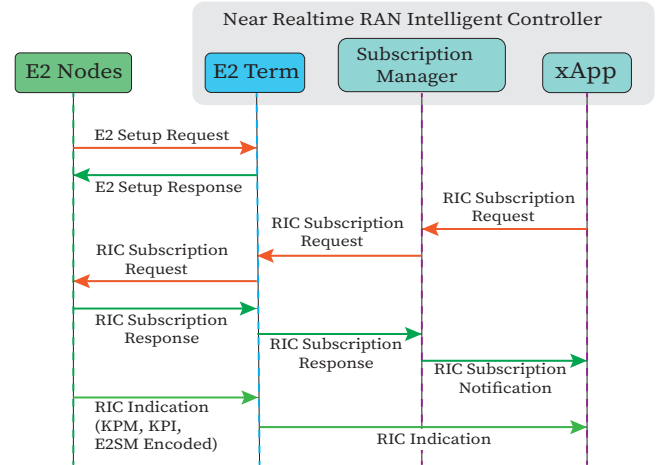 Near Realtime RAN Intelligent Controller
E2 Nodes
E2 Term
Subscription
Manager
xApp
E2 Setup Request
E2 Setup Response
RIC Subscription
Request
RIC Subscription
Request
RIC Subscription
Request
RIC Subscription
Response
RIC Subscription
Response
RIC Subscription
Notification
RIC Indication
(KPM, KPI,
E2SM Encoded)
RIC Indication